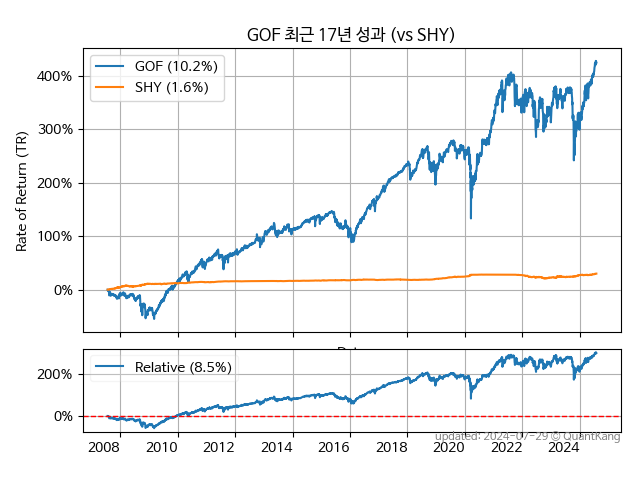 GOF 최근 17년 성과 (vs SHY)
GOF (10.2%)
SHY (1.6%)
Rate of Return (TR)
400%
300%
200%
100%
0%
Relative (8.5%)
200%
0%
2008 2010 2012 2014 2016 2018 2020 2022 2024
updated: 2024-07-29 © QuantKang